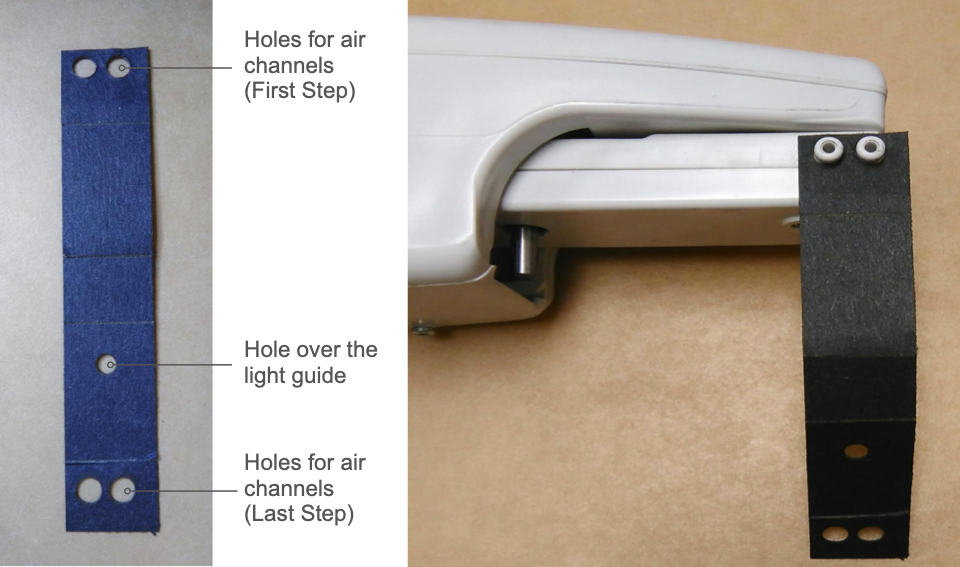 Holes for air
channels
(First Step)
Hole over the
light guide
Holes for air
channels
(Last Step)